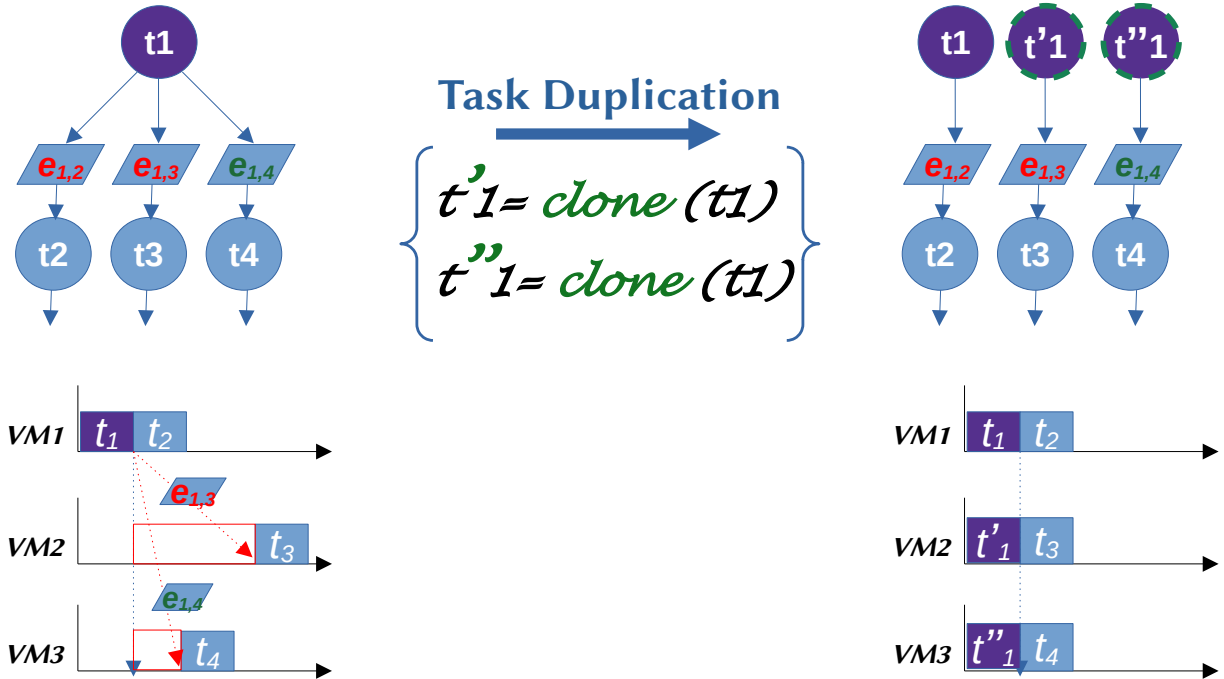 t1
t'1
t''1
t1
Task Duplication
e1,2
e1,3
e1,4
t'1= clone (t1)
t''1= clone (t1)
e1,2
e1,3
e1,4
t2
t3
t4
t2
t3
t4
VM1
t1
t2
e1,3
VM2
t3
e1,4
VM3
t4
VM1
t1
t2
VM2
t'1
t3
VM3
t''1
t4